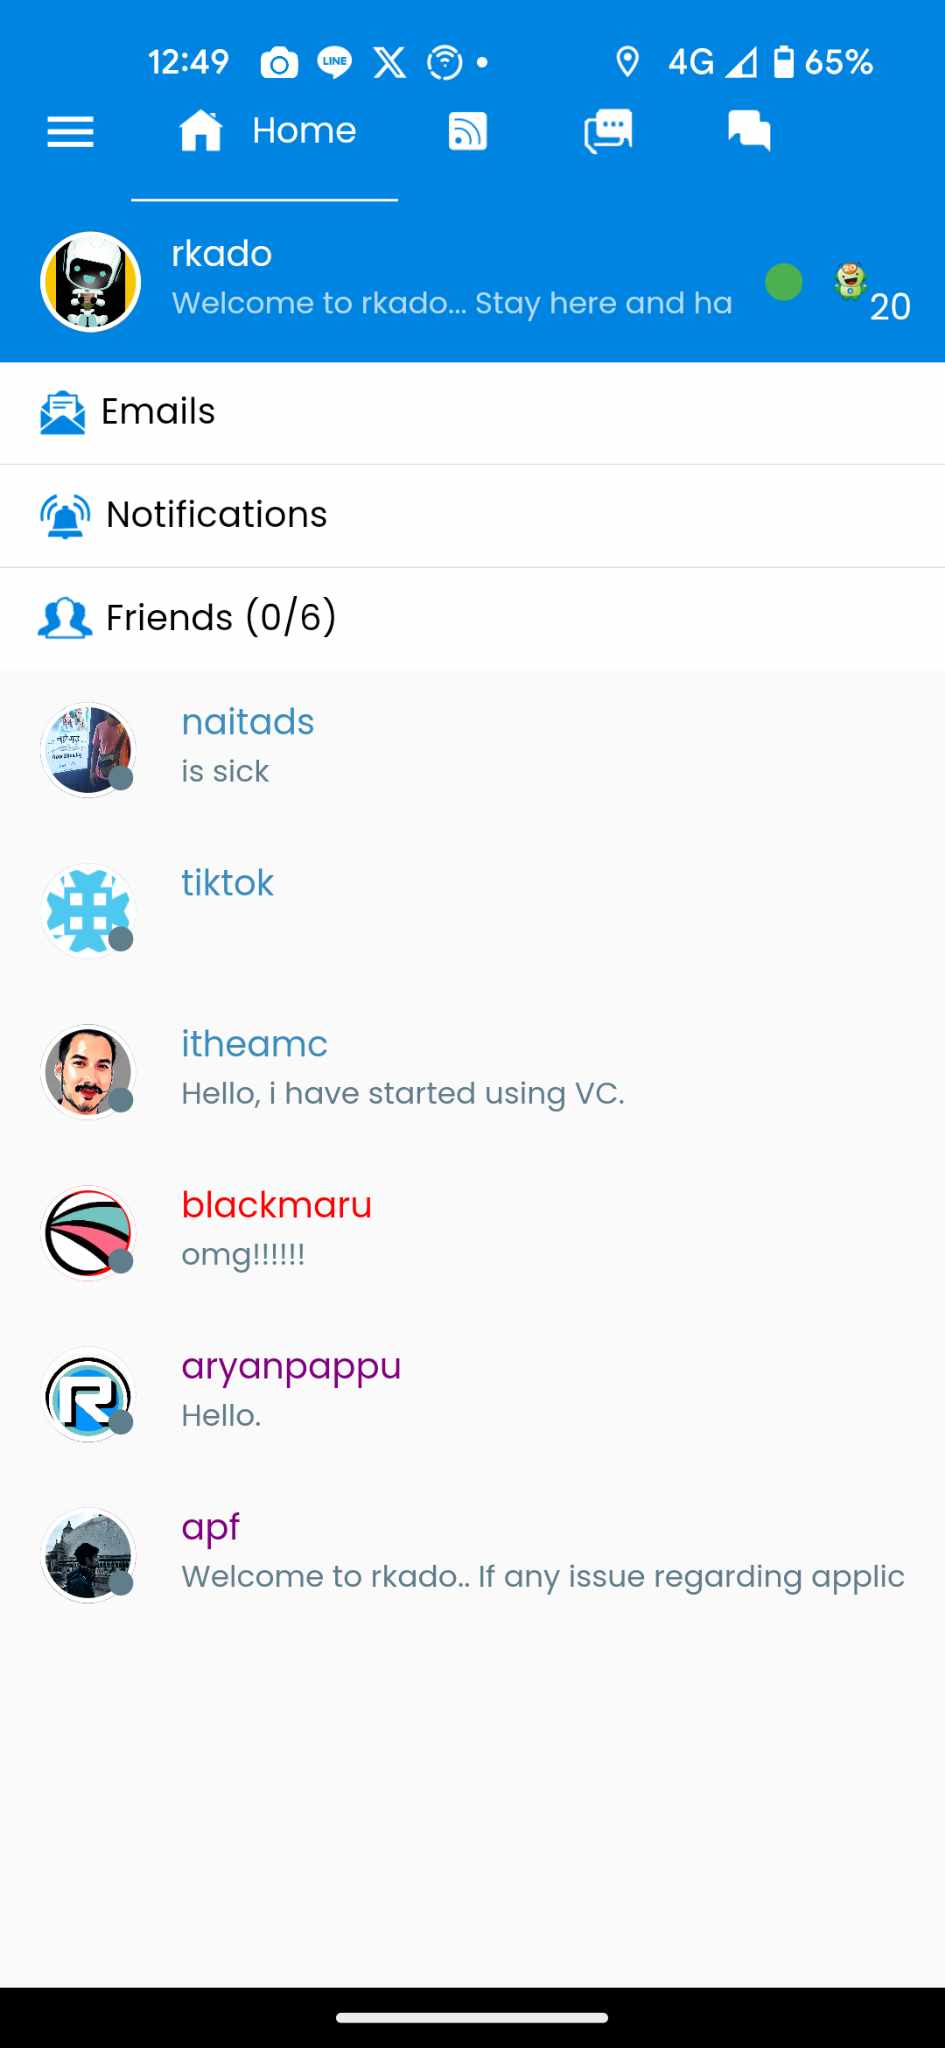 12:49 LINE 4G 65%
Home
rkado
Welcome to rkado... Stay here and ha
20
Emails
Notifications
Friends (0/6)
naitads
is sick
tiktok
itheamc
Hello, i have started using VC.
blackmaru
omg!!!!!!
aryanpappu
R
Hello.
apf
Welcome to rkado.. If any issue regarding applic